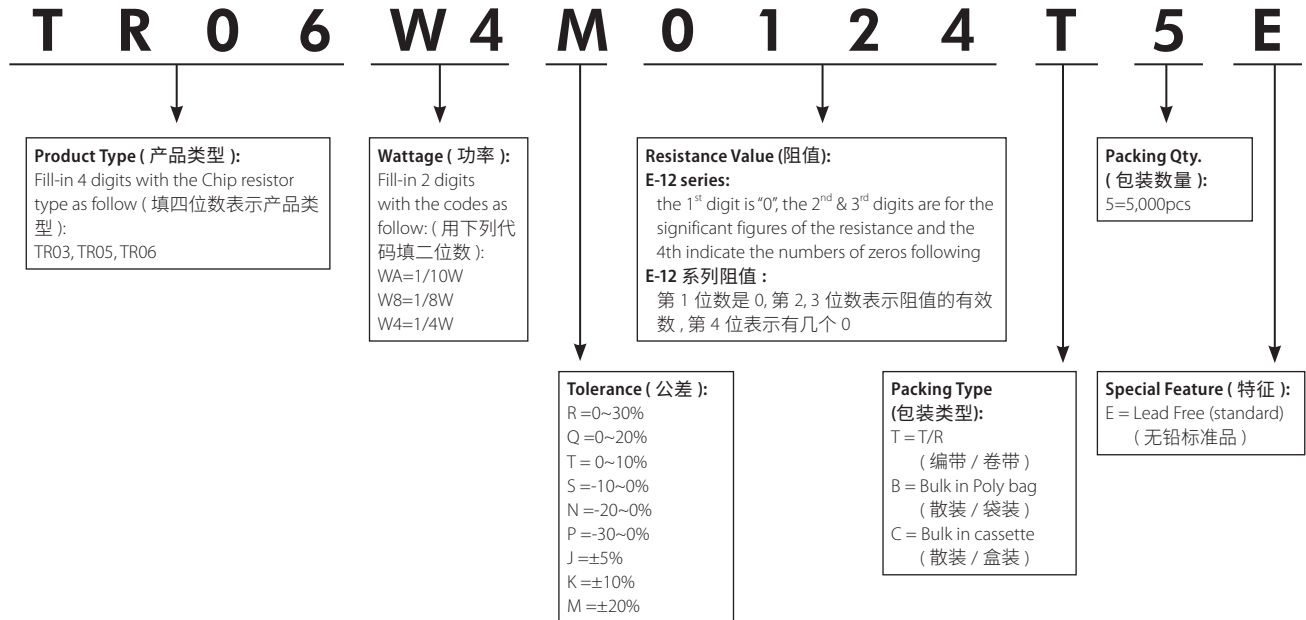 T R 0 6 W 4 M 0 1 2 4 T 5 E
Product Type ( 产品类型 ):
Fill-in 4 digits with the Chip resistor
type as follow ( 填四位数表示产品类
型 ):
TR03, TR05, TR06
Wattage ( 功率 ):
Fill-in 2 digits
with the codes as
follow: ( 用下列代
码填二位数 ):
WA=1/10W
W8=1/8W
W4=1/4W
Resistance Value (阻值):
E-12 series:
the 1st digit is “0”, the 2nd & 3rd digits are for the
significant figures of the resistance and the
4th indicate the numbers of zeros following
E-12 系列阻值 :
第 1 位数是 0, 第 2, 3 位数表示阻值的有效
数 , 第 4 位表示有几个 0
Packing Qty.
( 包装数量 ):
5=5,000pcs
Tolerance ( 公差 ):
R =0~30%
Q =0~20%
T = 0~10%
S =-10~0%
N =-20~0%
P =-30~0%
J =±5%
K =±10%
M =±20%
Packing Type
(包装类型):
T = T/R
( 编带 / 卷带 )
B = Bulk in Poly bag
( 散装 / 袋装 )
C = Bulk in cassette
( 散装 / 盒装 )
Special Feature ( 特征 ):
E = Lead Free (standard)
( 无铅标准品 )